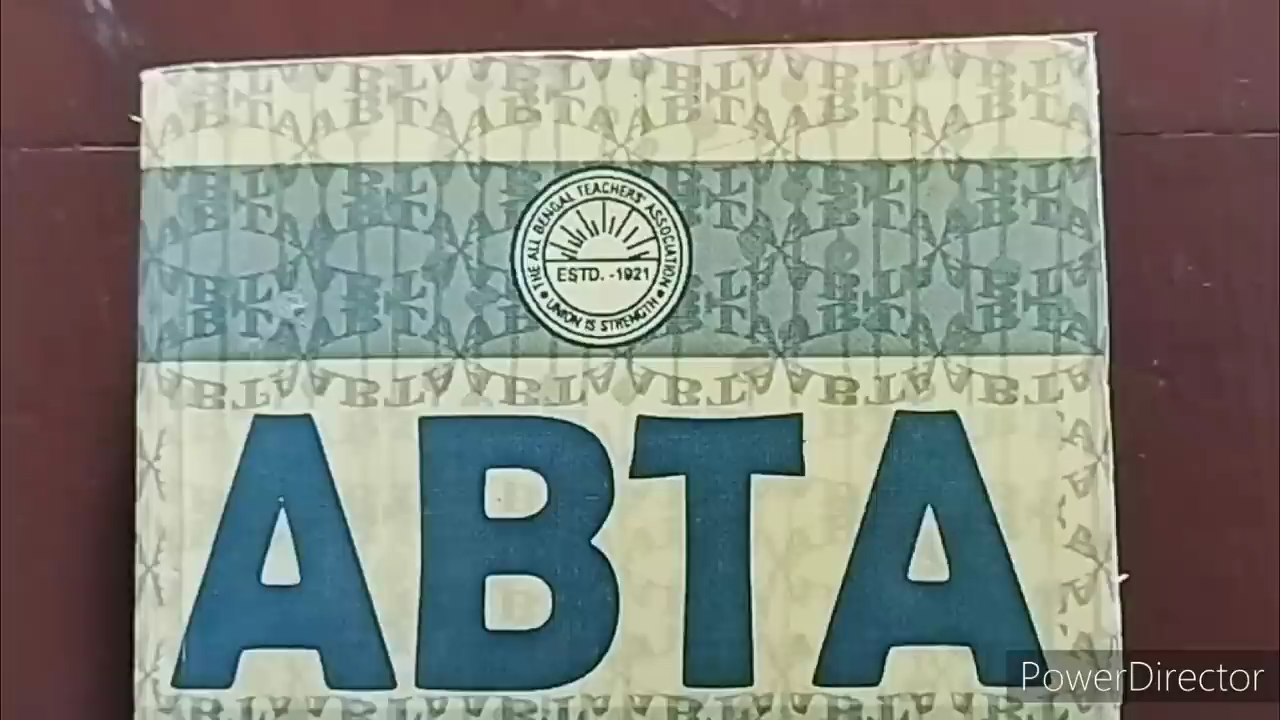 THE ALL BENGAL TEACHERS' ASSOCIATION
ESTD. -1921
UNION IS STRENGTH
ABTA
PowerDirector